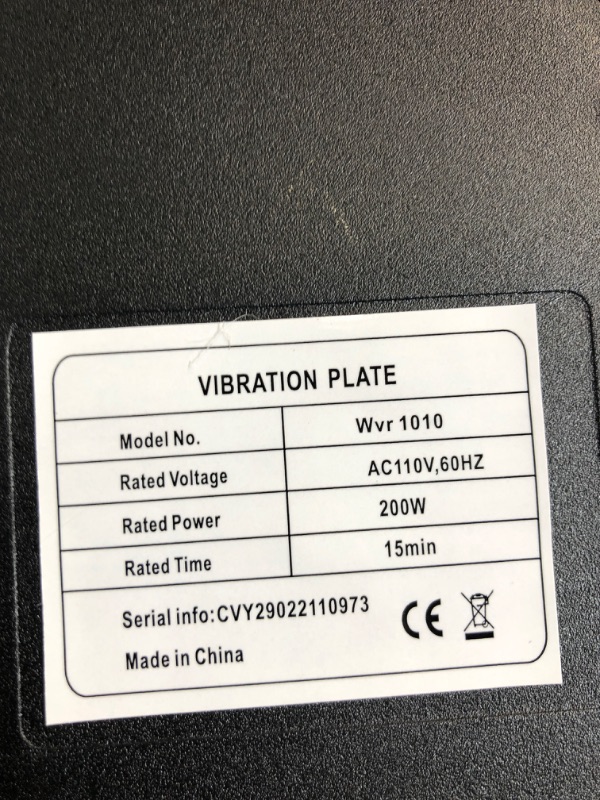 VIBRATION PLATE
Model No. Wvr 1010
Rated Voltage AC110V,60HZ
Rated Power 200W
Rated Time 15min
Serial info:CVY29022110973
CE
Made in China